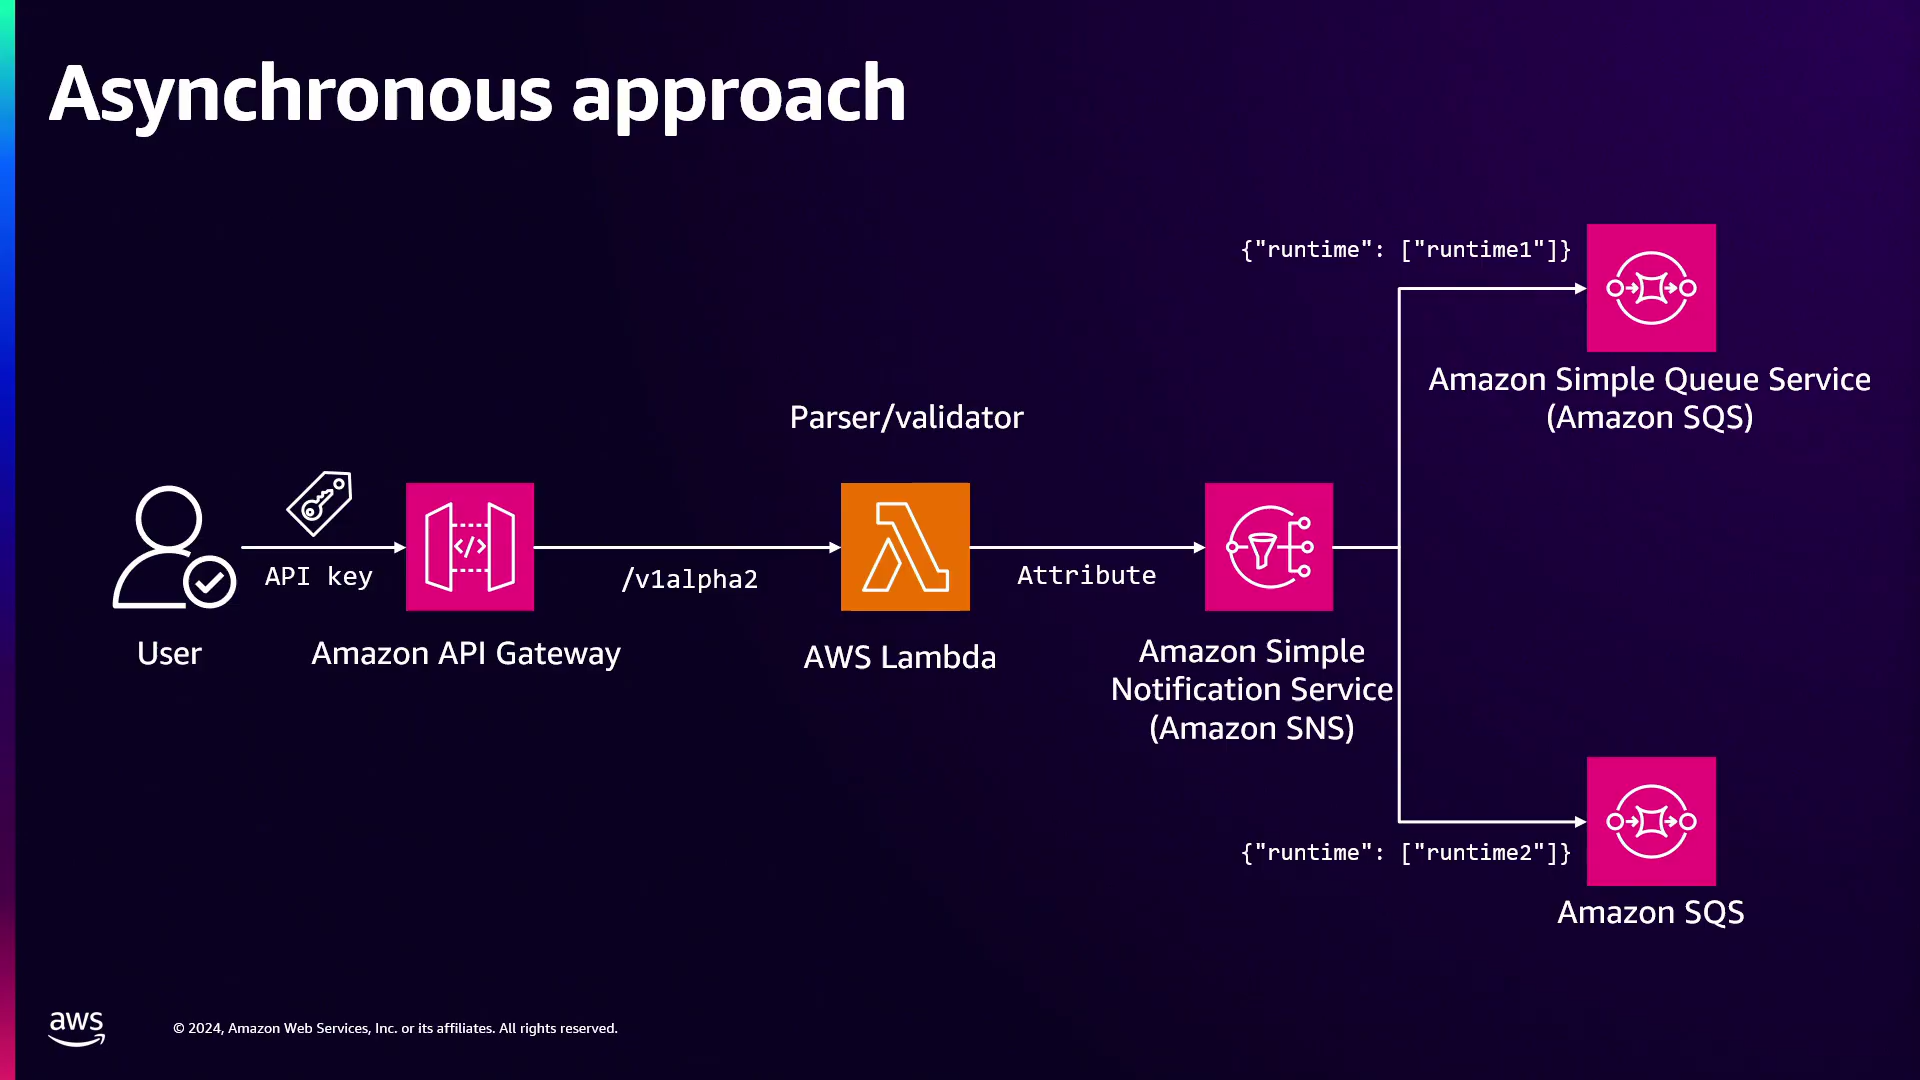 Asynchronous approach
{"runtime": ["runtime1"]}
Amazon Simple Queue Service
(Amazon SQS)
Parser/validator
API key
/v1alpha2
Attribute
User
Amazon API Gateway
AWS Lambda
Amazon Simple
Notification Service
(Amazon SNS)
{"runtime": ["runtime2"]}
Amazon SQS
aws
© 2024, Amazon Web Services, Inc. or its affiliates. All rights reserved.